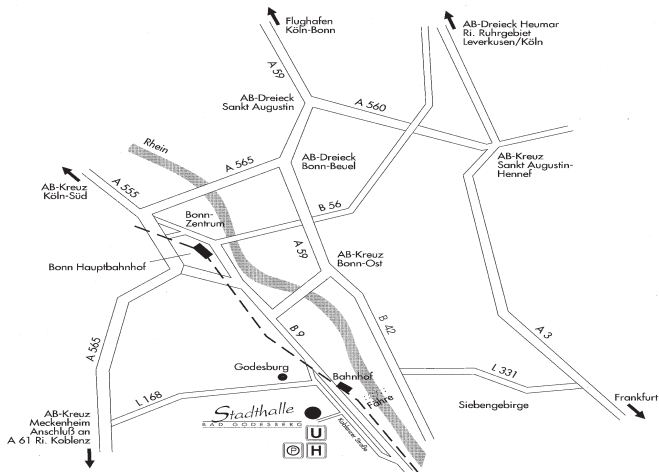 Flughafen
Köln-Bonn
AB-Dreieck Heumar
Ri. Ruhrgebiet
Leverkusen/Köln
A 59
AB-Dreieck
Sankt Augustin
A 560
Rhein
A 565
AB-Dreieck
Bonn-Beuel
AB-Kreuz
Sankt Augustin-
Hennef
AB-Kreuz
Köln-Süd
A 555
Bonn-
Zentrum
B 56
A 59
AB-Kreuz
Bonn-Ost
Bonn Hauptbahnhof
B 9
B 42
A 3
A 565
Godesburg
Bahnhof
L 331
Fähre
Siebengebirge
Frankfurt
L 168
AB-Kreuz
Meckenheim
Anschluß an
A 61 Ri. Koblenz
Stadthalle
BAD GODESBERG
Koblenzer Straße
U
P H